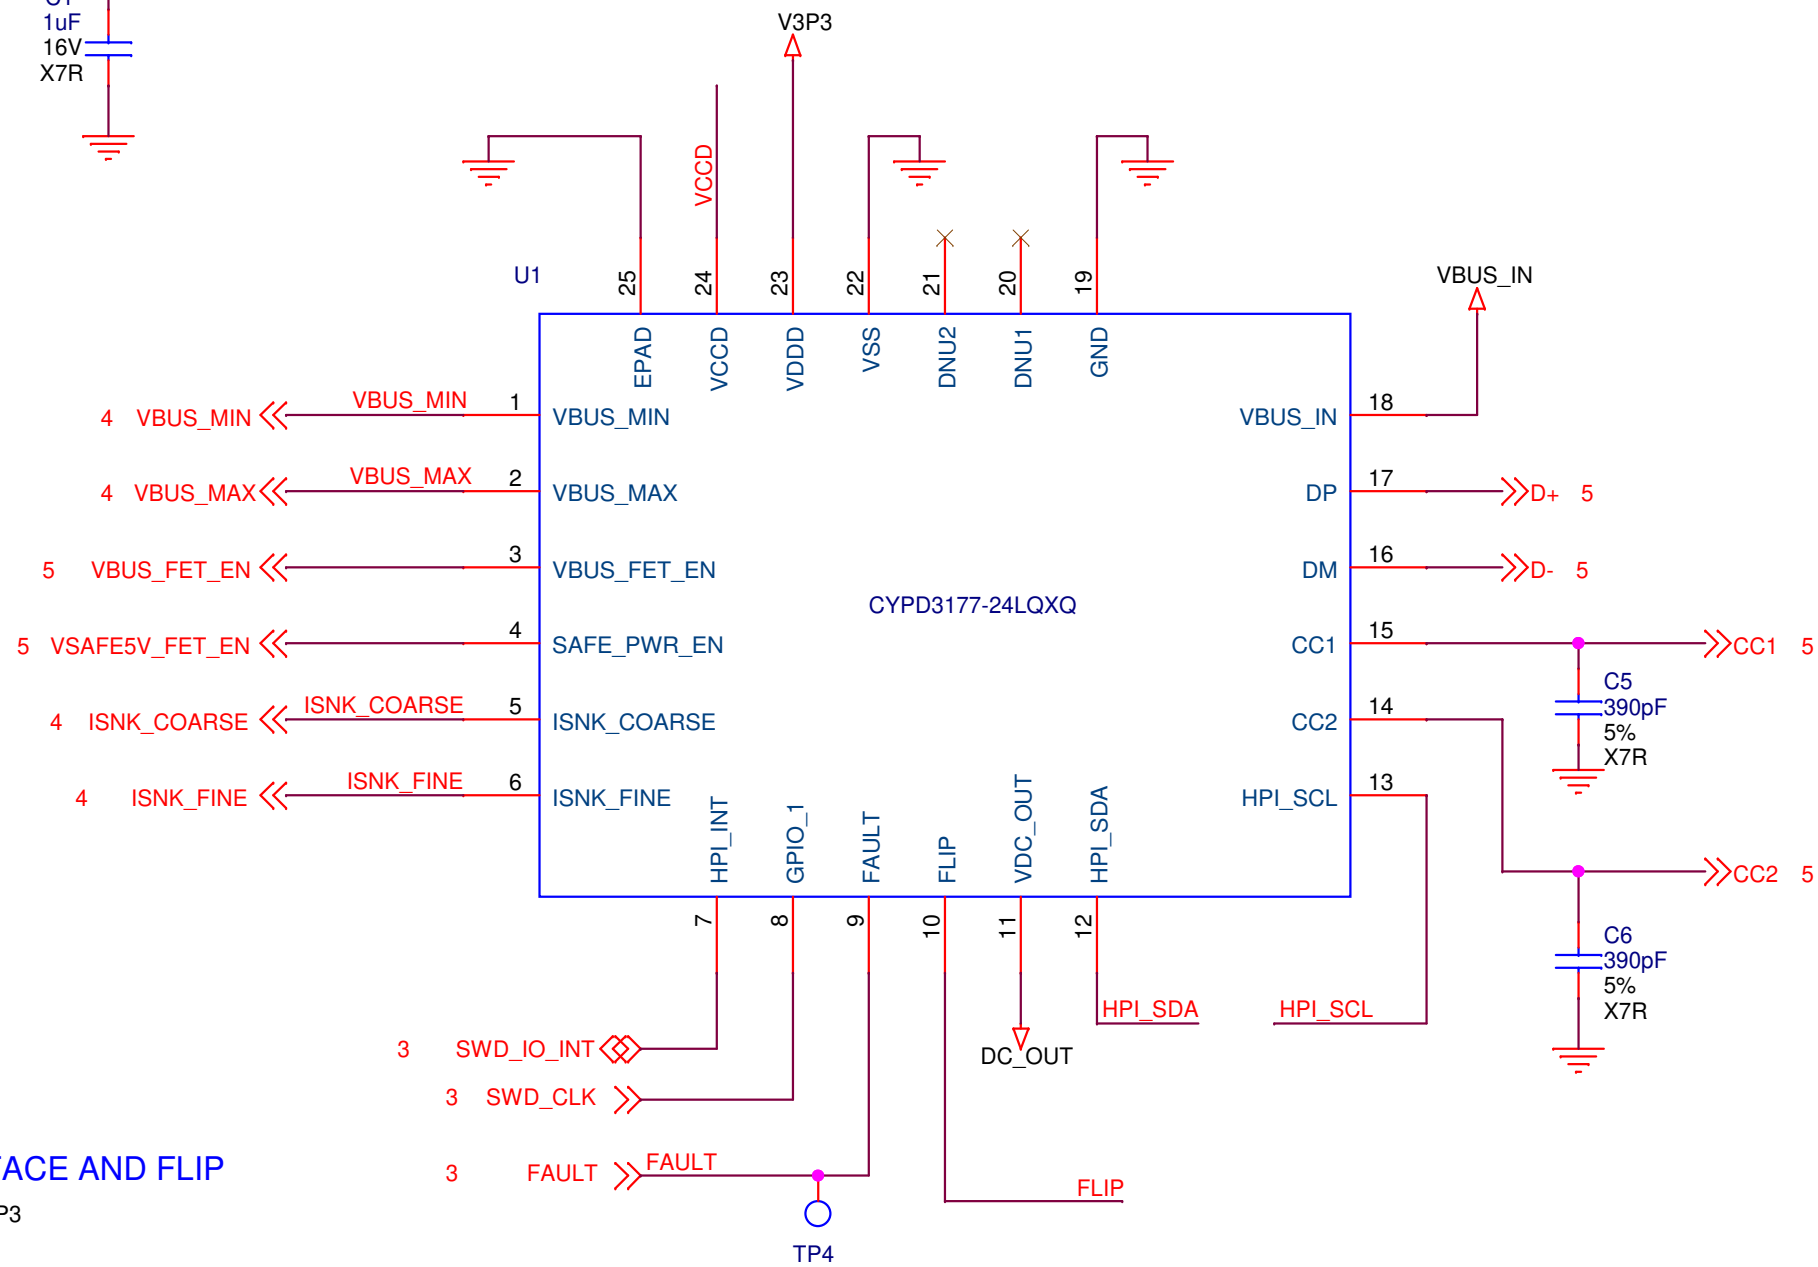 1uF
16V
X7R
V3P3
VCCD
U1
25
24
23
22
21
20
19
EPAD
VCCD
VDDD
VSS
DNU2
DNU1
GND
VBUS_IN
4 VBUS_MIN
VBUS_MIN
1
VBUS_MIN
VBUS_IN
18
4 VBUS_MAX
VBUS_MAX
2
VBUS_MAX
DP
17
D+ 5
5 VBUS_FET_EN
3
VBUS_FET_EN
DM
16
D- 5
CYPD3177-24LQXQ
5 VSAFE5V_FET_EN
4
SAFE_PWR_EN
CC1
15
CC1 5
4 ISNK_COARSE
ISNK_COARSE
5
ISNK_COARSE
CC2
14
C5
390pF
5%
X7R
4 ISNK_FINE
ISNK_FINE
6
ISNK_FINE
HPI_SCL
13
HPI_INT
GPIO_1
FAULT
FLIP
VDC_OUT
HPI_SDA
CC2 5
7
8
9
10
11
12
C6
390pF
5%
X7R
HPI_SDA
HPI_SCL
3 SWD_IO_INT
DC_OUT
3 SWD_CLK
3 FAULT
FAULT
FLIP
TP4
FACE AND FLIP
P3